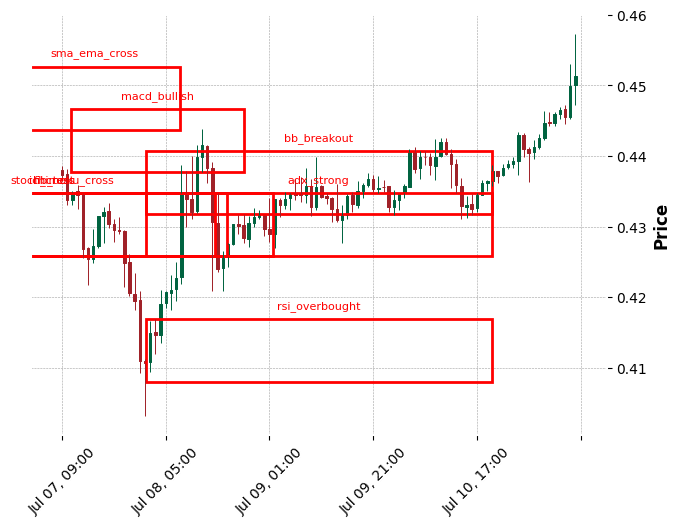 0.46
sma_ema_cross
0.45
macd_bullish
0.44
bb_breakout
adx_strong
0.43
Price
0.42
rsi_overbought
0.41
Jul 07, 09:00
Jul 08, 05:00
Jul 09, 01:00
Jul 09, 21:00
Jul 10, 17:00